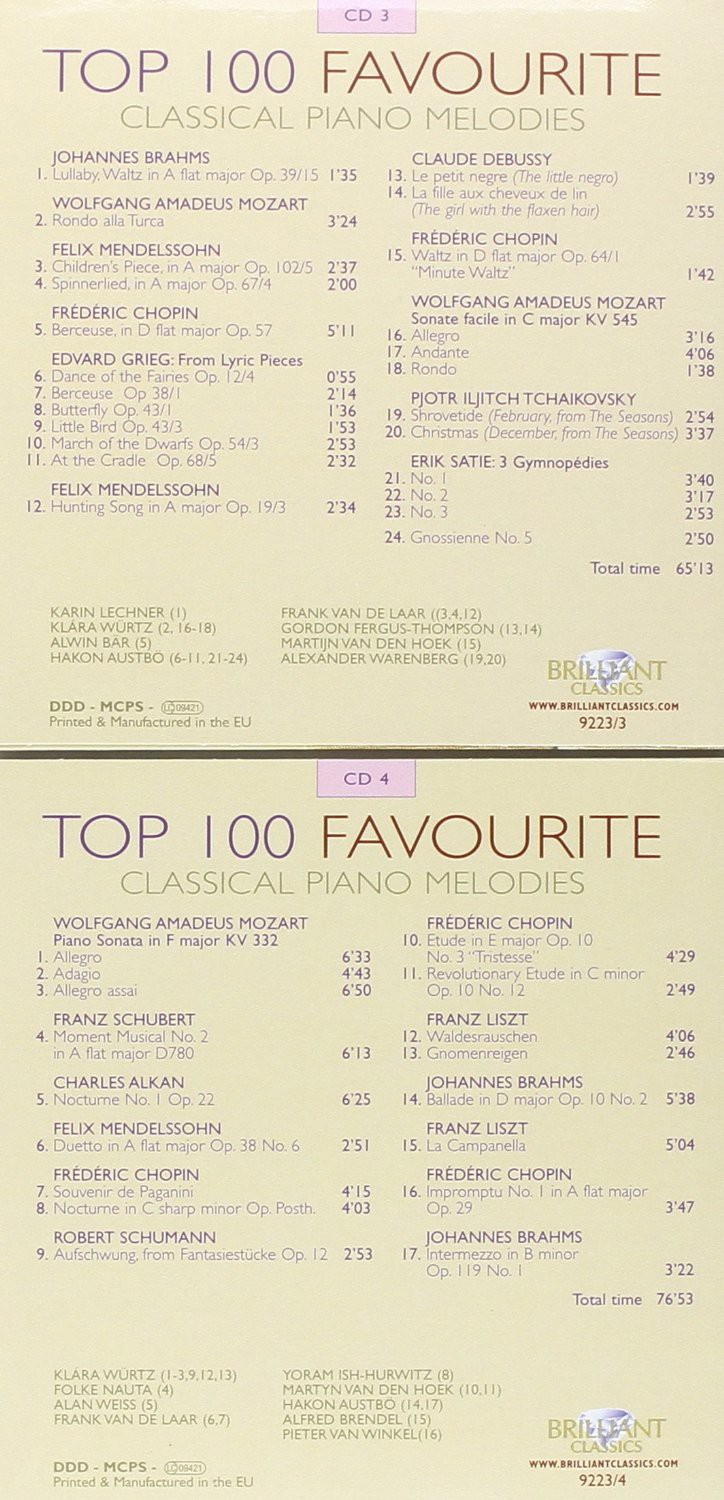 CD 3
TOP 100 FAVOURITE
CLASSICAL PIANO MELODIES
JOHANNES BRAHMS
1. Lullaby, Waltz in A flat major Op. 39/15 1'35
WOLFGANG AMADEUS MOZART
2. Rondo alla Turca 3'24
FELIX MENDELSSOHN
3. Children's Piece, in A major Op. 102/5 2'37
4. Spinnerlied, in A major Op. 67/4 2'00
FRÉDÉRIC CHOPIN
5. Berceuse, in D flat major Op. 57 5'11
EDVARD GRIEG: From Lyric Pieces
6. Dance of the Fairies Op. 12/4 0'55
7. Berceuse Op 38/1 2'14
8. Butterfly Op. 43/1 1'36
9. Little Bird Op. 43/3 1'53
10. March of the Dwarfs Op. 54/3 2'53
11. At the Cradle Op. 68/5 2'32
FELIX MENDELSSOHN
12. Hunting Song in A major Op. 19/3 2'34
CLAUDE DEBUSSY
13. Le petit negre (The little negro) 1'39
14. La fille aux cheveux de lin
(The girl with the flaxen hair) 2'55
FRÉDÉRIC CHOPIN
15. Waltz in D flat major Op. 64/1
"Minute Waltz" 1'42
WOLFGANG AMADEUS MOZART
Sonate facile in C major KV 545
16. Allegro 3'16
17. Andante 4'06
18. Rondo 1'38
PJOTR ILJITCH TCHAIKOVSKY
19. Shrovetide (February, from The Seasons) 2'54
20. Christmas (December, from The Seasons) 3'37
ERIK SATIE: 3 Gymnopédies
21. No. 1 3'40
22. No. 2 3'17
23. No. 3 2'53
24. Gnossienne No. 5 2'50
Total time 65'13
KARIN LECHNER (1)
KLÁRA WÜRTZ (2, 16-18)
ALWIN BÄR (5)
HAKON AUSTBÖ (6-11, 21-24)
FRANK VAN DE LAAR ((3,4,12)
GORDON FERGUS-THOMPSON (13,14)
MARTIJN VAN DEN HOEK (15)
ALEXANDER WARENBERG (19,20)
DDD - MCPS - LC 09421
Printed & Manufactured in the EU
BRILLIANT
CLASSICS
WWW.BRILLIANTCLASSICS.COM
9223/3
CD 4
TOP 100 FAVOURITE
CLASSICAL PIANO MELODIES
WOLFGANG AMADEUS MOZART
Piano Sonata in F major KV 332
1. Allegro 6'33
2. Adagio 4'43
3. Allegro assai 6'50
FRANZ SCHUBERT
4. Moment Musical No. 2
in A flat major D780 6'13
CHARLES ALKAN
5. Nocturne No. 1 Op. 22 6'25
FELIX MENDELSSOHN
6. Duetto in A flat major Op. 38 No. 6 2'51
FRÉDÉRIC CHOPIN
7. Souvenir de Paganini 4'15
8. Nocturne in C sharp minor Op. Posth. 4'03
ROBERT SCHUMANN
9. Aufschwung, from Fantasiestücke Op. 12 2'53
FRÉDÉRIC CHOPIN
10. Etude in E major Op. 10
No. 3 "Tristesse" 4'29
11. Revolutionary Etude in C minor
Op. 10 No. 12 2'49
FRANZ LISZT
12. Waldesrauschen 4'06
13. Gnomenreigen 2'46
JOHANNES BRAHMS
14. Ballade in D major Op. 10 No. 2 5'38
FRANZ LISZT
15. La Campanella 5'04
FRÉDÉRIC CHOPIN
16. Impromptu No. 1 in A flat major
Op. 29 3'47
JOHANNES BRAHMS
17. Intermezzo in B minor
Op. 119 No. 1 3'22
Total time 76'53
KLÁRA WÜRTZ (1-3,9,12,13)
FOLKE NAUTA (4)
ALAN WEISS (5)
FRANK VAN DE LAAR (6,7)
YORAM ISH-HURWITZ (8)
MARTYN VAN DEN HOEK (10,11)
HAKON AUSTBÖ (14,17)
ALFRED BRENDEL (15)
PIETER VAN WINKEL(16)
DDD - MCPS - LC 09421
Printed & Manufactured in the EU
BRILLIANT
CLASSICS
WWW.BRILLIANTCLASSICS.COM
9223/4